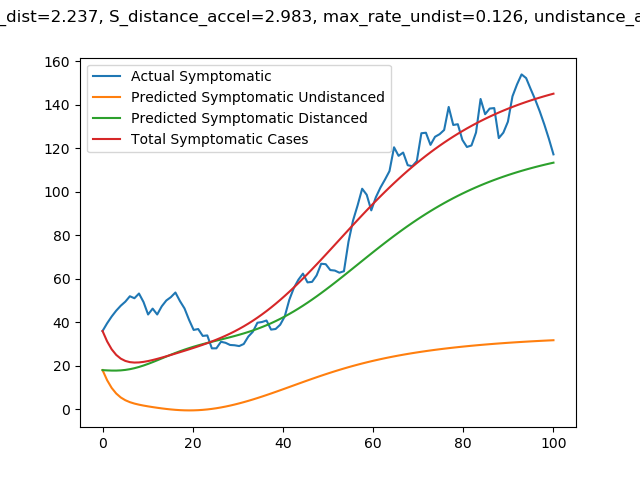 _dist=2.237, S_distance_accel=2.983, max_rate_undist=0.126, undistance_a
160
140
120
100
80
60
40
20
0
Actual Symptomatic
Predicted Symptomatic Undistanced
Predicted Symptomatic Distanced
Total Symptomatic Cases
0 20 40 60 80 100